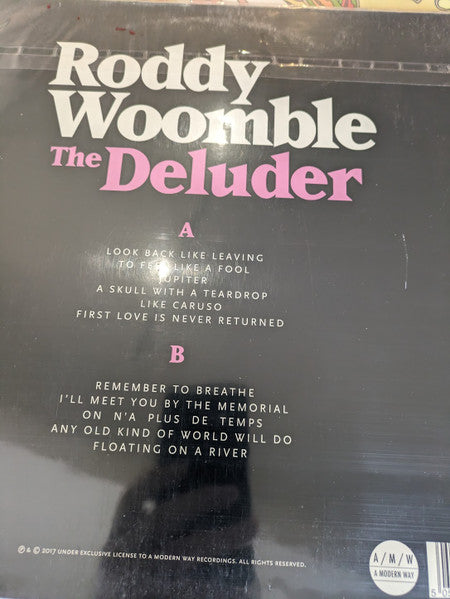 Roddy
Woomble
The Deluder
A
LOOK BACK LIKE LEAVING
TO FEEL LIKE A FOOL
JUPITER
A SKULL WITH A TEARDROP
LIKE CARUSO
FIRST LOVE IS NEVER RETURNED
B
REMEMBER TO BREATHE
I'LL MEET YOU BY THE MEMORIAL
ON N'A PLUS DE TEMPS
ANY OLD KIND OF WORLD WILL DO
FLOATING ON A RIVER
℗ & © 2017 UNDER EXCLUSIVE LICENSE TO A MODERN WAY RECORDINGS. ALL RIGHTS RESERVED.
A / M / W
A MODERN WAY